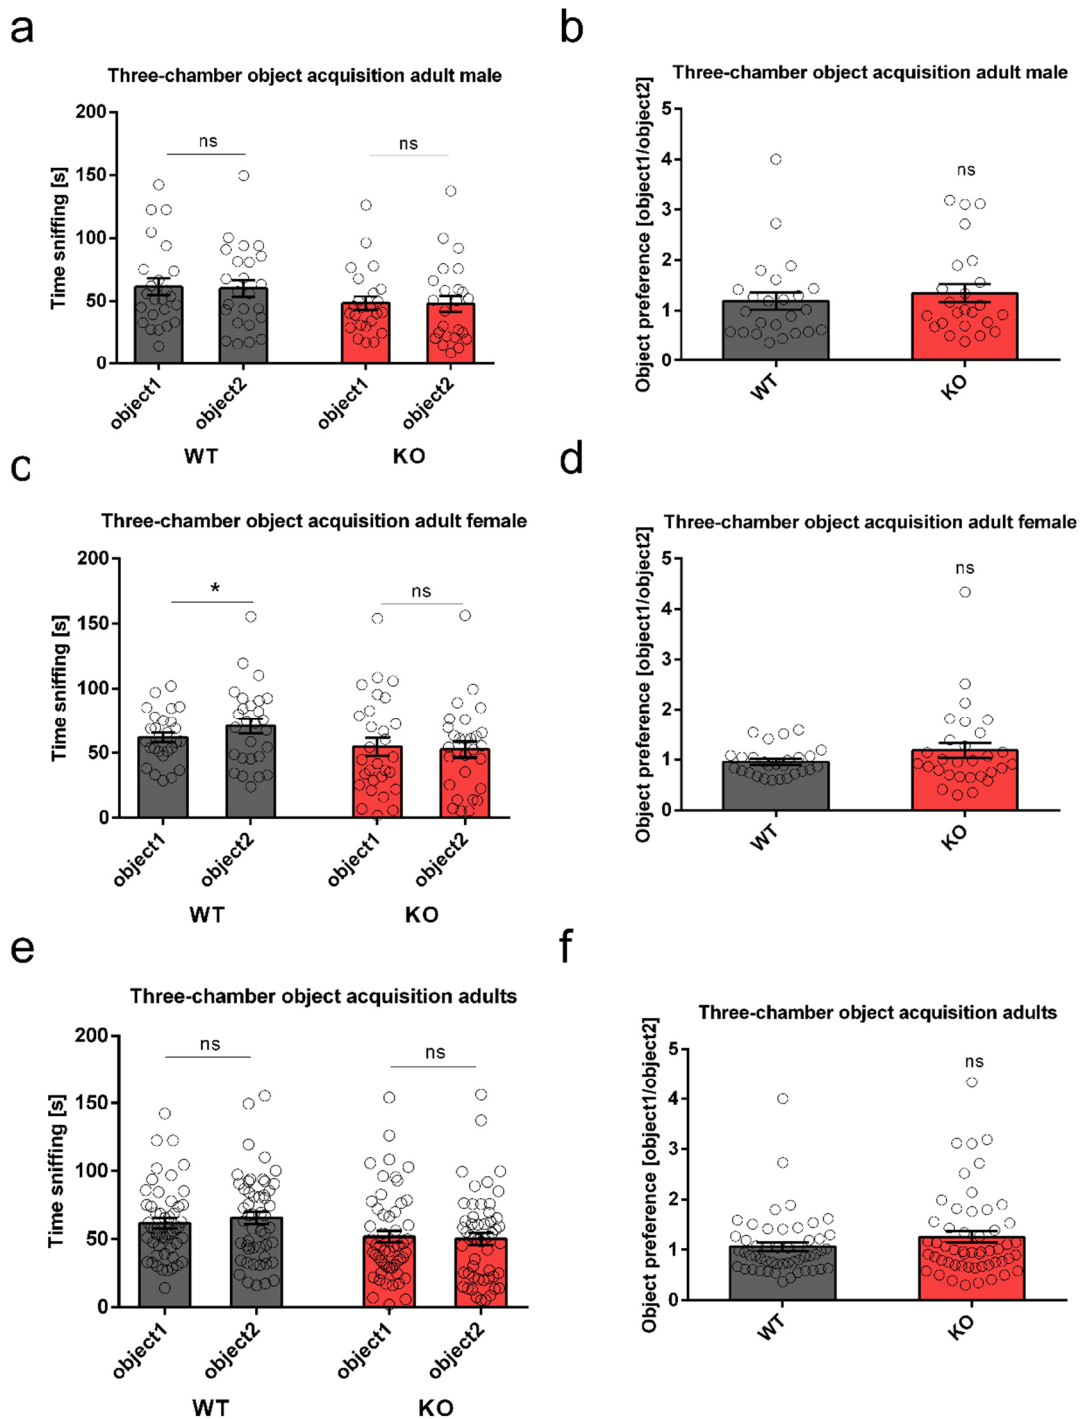 a
Three-chamber object acquisition adult male
Time sniffing [s]
200
150
100
50
0
ns
ns
object1
object2
object1
object2
WT
KO
b
Three-chamber object acquisition adult male
Object preference [object1/object2]
5
4
3
2
1
0
ns
WT
KO
c
Three-chamber object acquisition adult female
Time sniffing [s]
200
150
100
50
0
*
ns
object1
object2
object1
object2
WT
KO
d
Three-chamber object acquisition adult female
Object preference [object1/object2]
5
4
3
2
1
0
ns
WT
KO
e
Three-chamber object acquisition adults
Time sniffing [s]
200
150
100
50
0
ns
ns
object1
object2
object1
object2
WT
KO
f
Three-chamber object acquisition adults
Object preference [object1/object2]
5
4
3
2
1
0
ns
WT
KO